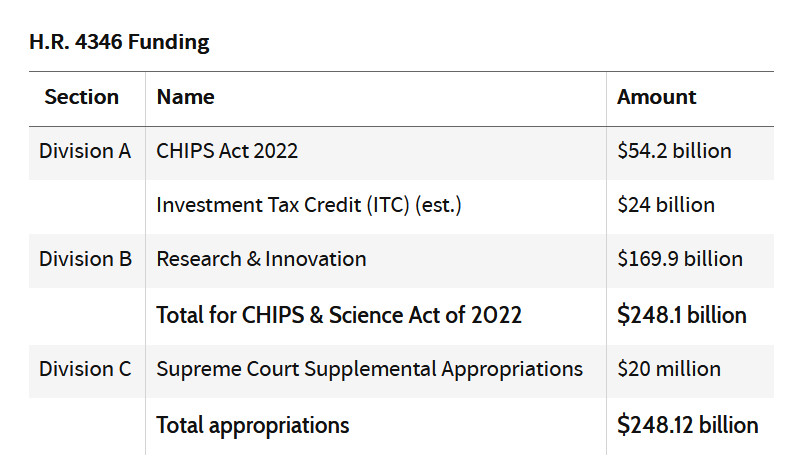 H.R. 4346 Funding
Section Name Amount
Division A CHIPS Act 2022 $54.2 billion
Investment Tax Credit (ITC) (est.) $24 billion
Division B Research & Innovation $169.9 billion
Total for CHIPS & Science Act of 2022 $248.1 billion
Division C Supreme Court Supplemental Appropriations $20 million
Total appropriations $248.12 billion